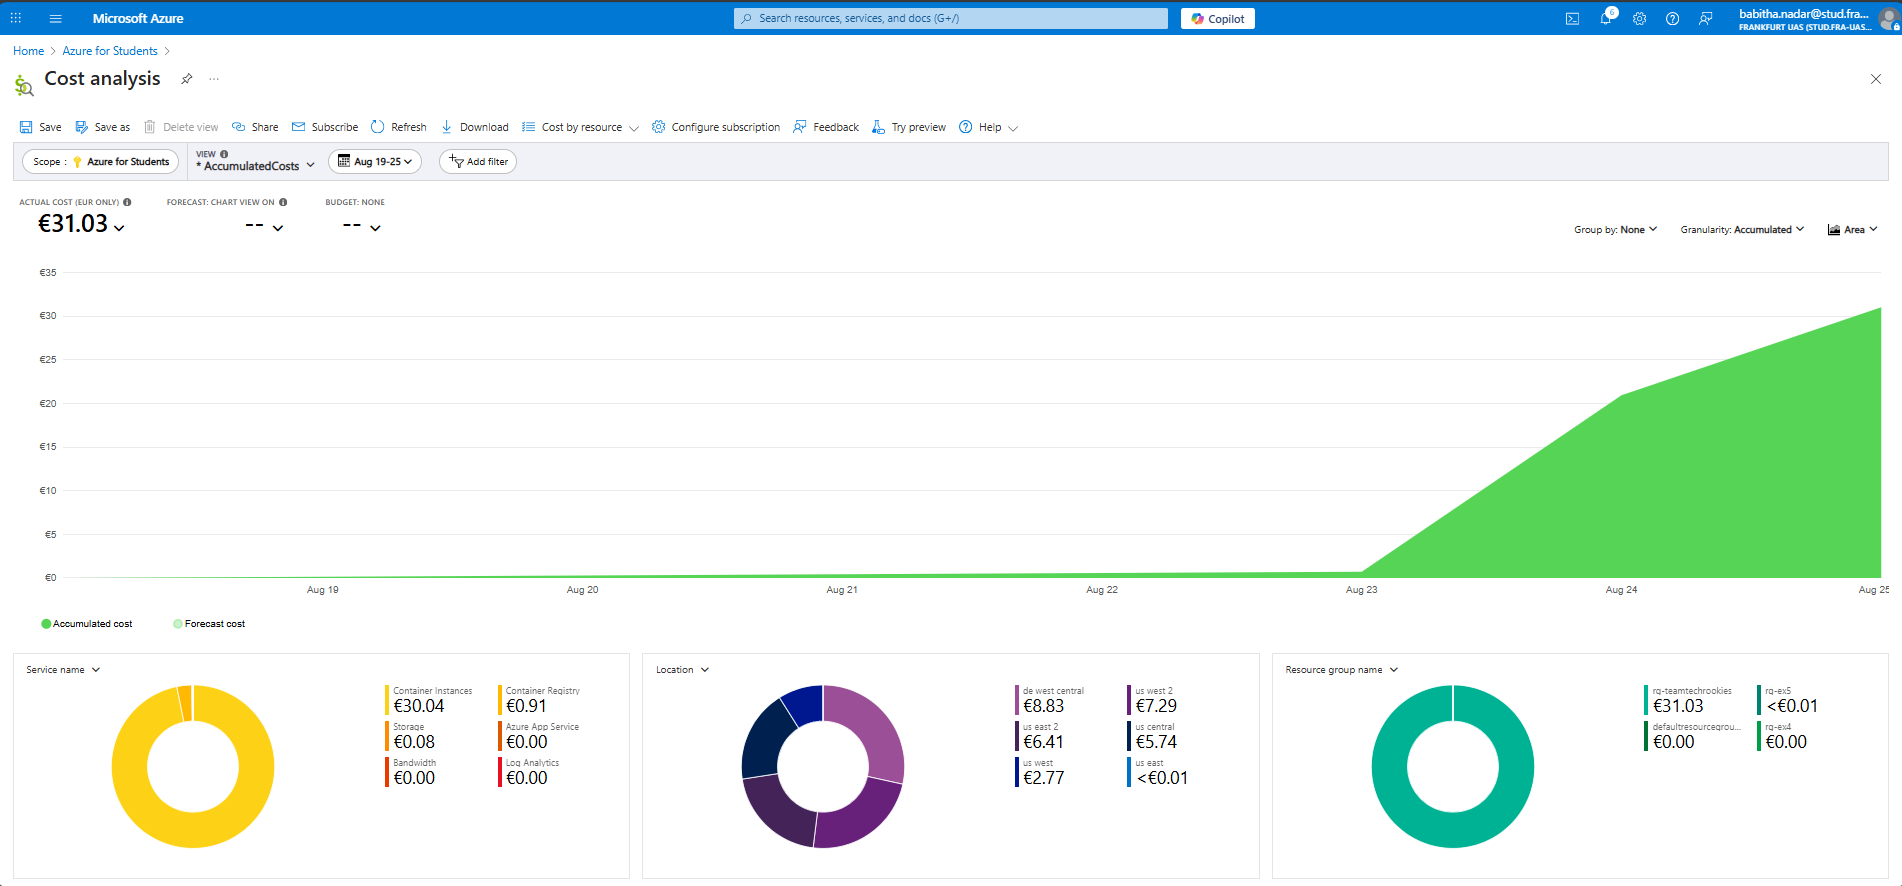 Microsoft Azure
Search resources, services, and docs (G+/)
Copilot
6
babitha.nadar@stud.fra...
FRANKFURT UAS (STUD.FRA-UAS...
Home > Azure for Students >
Cost analysis
Save Save as Delete view Share Subscribe Refresh Download Cost by resource Configure subscription Feedback Try preview Help
Scope : Azure for Students
VIEW
* AccumulatedCosts
Aug 19-25
Add filter
ACTUAL COST (EUR ONLY)
€31.03
FORECAST: CHART VIEW ON
--
BUDGET: NONE
--
Group by: None Granularity: Accumulated Area
€35
€30
€25
€20
€15
€10
€5
€0
Aug 19 Aug 20 Aug 21 Aug 22 Aug 23 Aug 24 Aug 25
Accumulated cost Forecast cost
Service name
Container Instances
€30.04
Container Registry
€0.91
Storage
€0.08
Azure App Service
€0.00
Bandwidth
€0.00
Log Analytics
€0.00
Location
de west central
€8.83
us west 2
€7.29
us east 2
€6.41
us central
€5.74
us west
€2.77
us east
<€0.01
Resource group name
rg-teamtechrookies
€31.03
rg-ex5
<€0.01
defaultresourcegrou...
€0.00
rg-ex4
€0.00